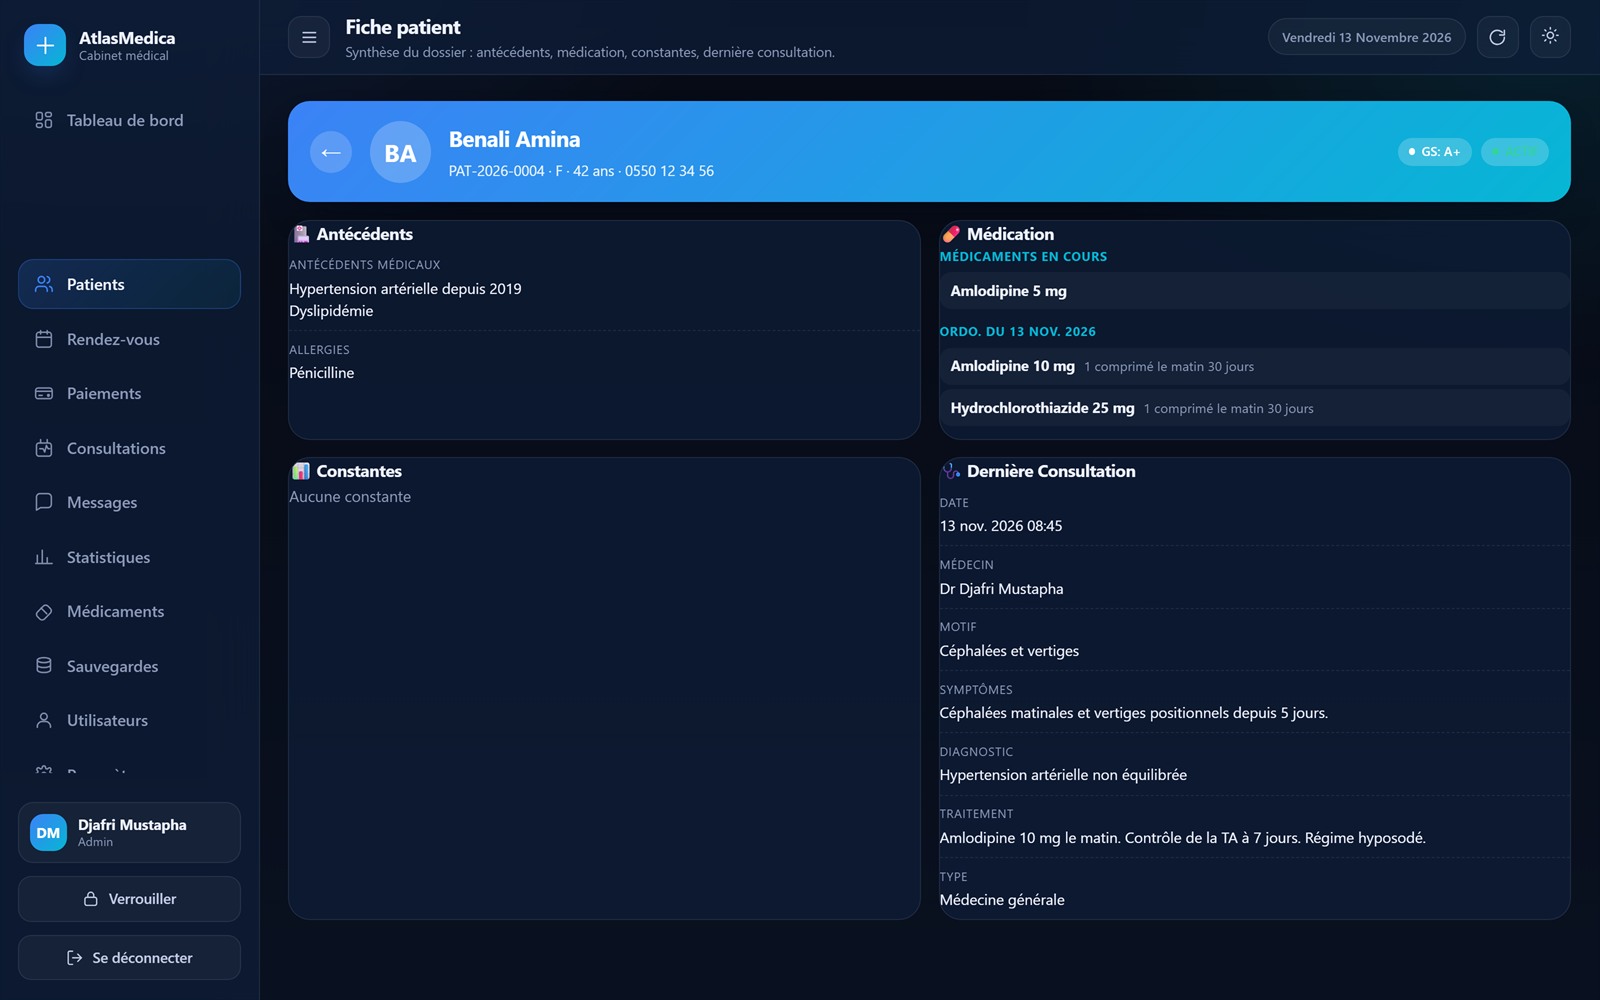 AtlasMedica
Cabinet médical
Tableau de bord
Patients
Rendez-vous
Paiements
Consultations
Messages
Statistiques
Médicaments
Sauvegardes
Utilisateurs
DM
Djafri Mustapha
Admin
Verrouiller
Se déconnecter
Fiche patient
Synthèse du dossier : antécédents, médication, constantes, dernière consultation.
Vendredi 13 Novembre 2026
BA
Benali Amina
PAT-2026-0004 · F · 42 ans · 0550 12 34 56
GS: A+
Antécédents
ANTÉCÉDENTS MÉDICAUX
Hypertension artérielle depuis 2019
Dyslipidémie
ALLERGIES
Pénicilline
Médication
MÉDICAMENTS EN COURS
Amlodipine 5 mg
ORDO. DU 13 NOV. 2026
Amlodipine 10 mg 1 comprimé le matin 30 jours
Hydrochlorothiazide 25 mg 1 comprimé le matin 30 jours
Constantes
Aucune constante
Dernière Consultation
DATE
13 nov. 2026 08:45
MÉDECIN
Dr Djafri Mustapha
MOTIF
Céphalées et vertiges
SYMPTÔMES
Céphalées matinales et vertiges positionnels depuis 5 jours.
DIAGNOSTIC
Hypertension artérielle non équilibrée
TRAITEMENT
Amlodipine 10 mg le matin. Contrôle de la TA à 7 jours. Régime hyposodé.
TYPE
Médecine générale